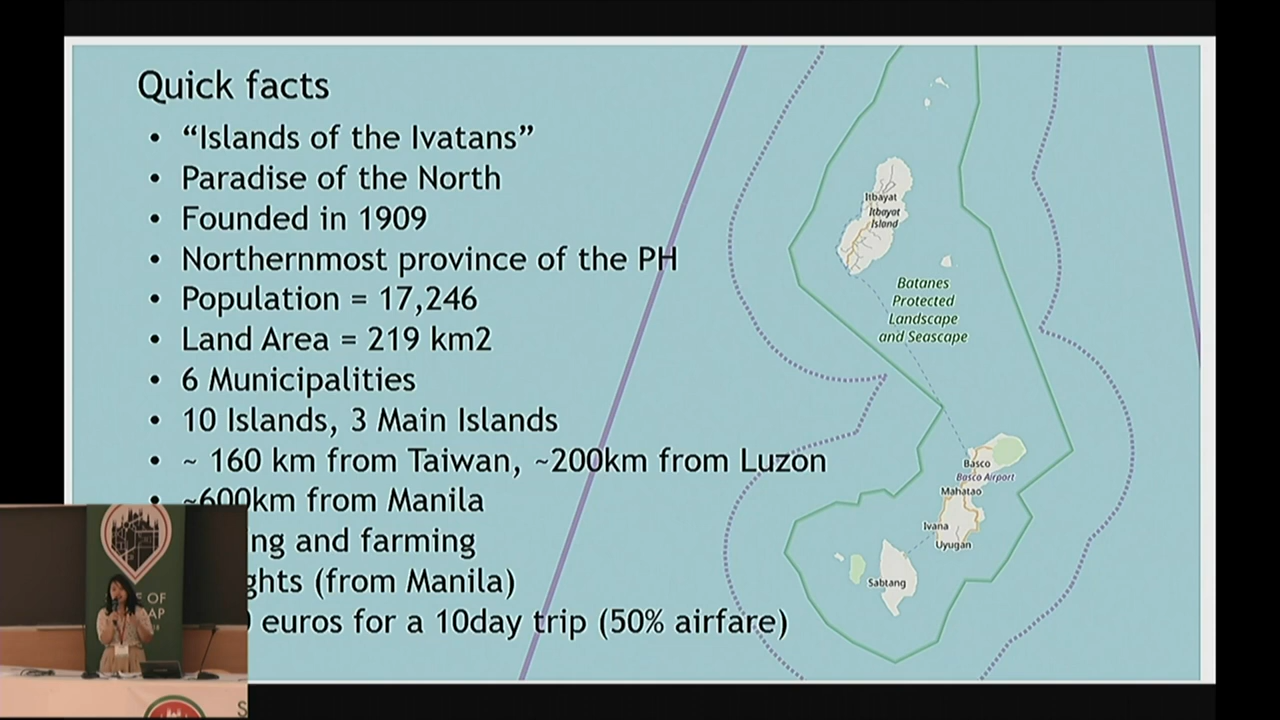 Quick facts
• “Islands of the Ivatans”
• Paradise of the North
• Founded in 1909
• Northernmost province of the PH
• Population = 17,246
• Land Area = 219 km2
• 6 Municipalities
• 10 Islands, 3 Main Islands
• ~ 160 km from Taiwan, ~200km from Luzon
• ~600km from Manila
and farming
(from Manila)
euros for a 10day trip (50% airfare)
Itbayat
Itbayat
Island
Batanes
Protected
Landscape
and Seascape
Basco
Basco Airport
Mahatao
Ivana
Uyugan
Sabtang
OF